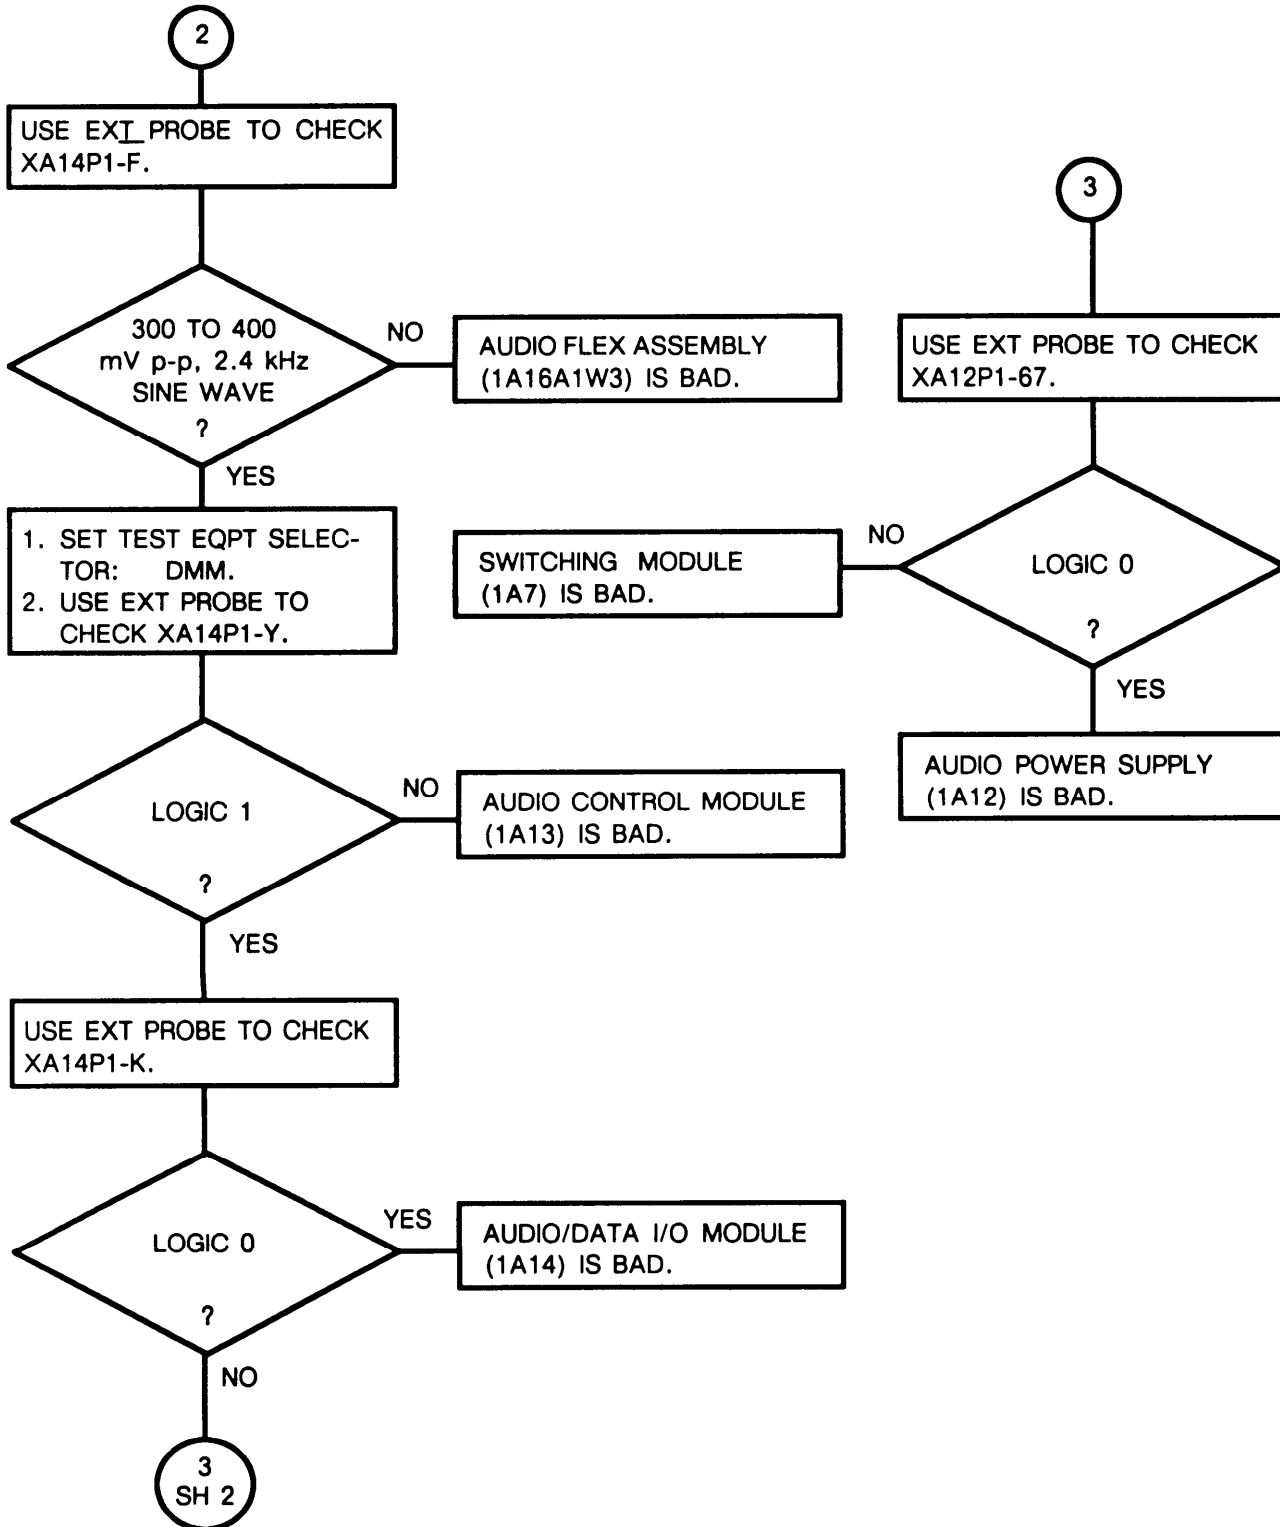 2
USE EXT PROBE TO CHECK
XA14P1-F.
300 TO 400
mV p-p, 2.4 kHz
SINE WAVE
?
NO
AUDIO FLEX ASSEMBLY
(1A16A1W3) IS BAD.
YES
1. SET TEST EQPT SELEC-
TOR: DMM.
2. USE EXT PROBE TO
CHECK XA14P1-Y.
LOGIC 1
?
NO
AUDIO CONTROL MODULE
(1A13) IS BAD.
YES
USE EXT PROBE TO CHECK
XA14P1-K.
LOGIC 0
?
YES
AUDIO/DATA I/O MODULE
(1A14) IS BAD.
NO
3
SH 2
3
USE EXT PROBE TO CHECK
XA12P1-67.
LOGIC 0
?
NO
SWITCHING MODULE
(1A7) IS BAD.
YES
AUDIO POWER SUPPLY
(1A12) IS BAD.